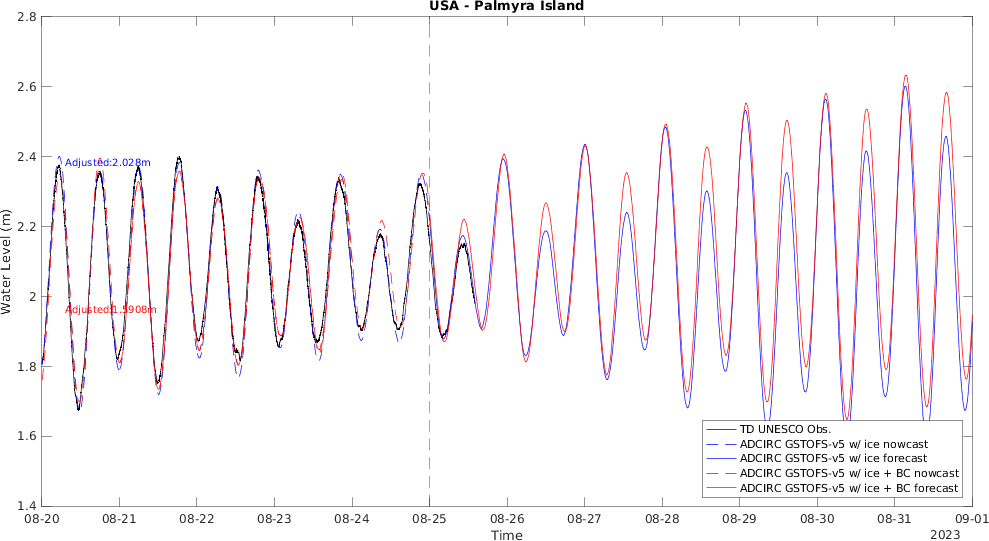 USA - Palmyra Island
2.8
2.6
2.4
2.2
2
1.8
1.6
1.4
Water Level (m)
Adjusted:2.028m
Adjusted:1.5908m
TD UNESCO Obs.
ADCIRC GSTOFS-v5 w/ ice nowcast
ADCIRC GSTOFS-v5 w/ ice forecast
ADCIRC GSTOFS-v5 w/ ice + BC nowcast
ADCIRC GSTOFS-v5 w/ ice + BC forecast
08-20 08-21 08-22 08-23 08-24 08-25 08-26 08-27 08-28 08-29 08-30 08-31 09-01
Time
2023